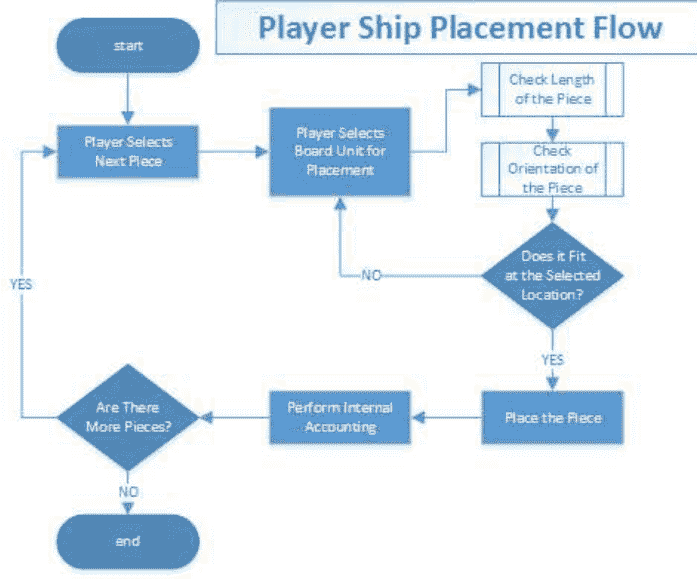 Player Ship Placement Flow
start
Player Selects
Next Piece
Player Selects
Board Unit for
Placement
Check Length
of the Piece
Check
Orientation of
the Piece
Does it Fit
at the Selected
Location?
NO
YES
YES
Place the Piece
Perform Internal
Accounting
Are There
More Pieces?
NO
end